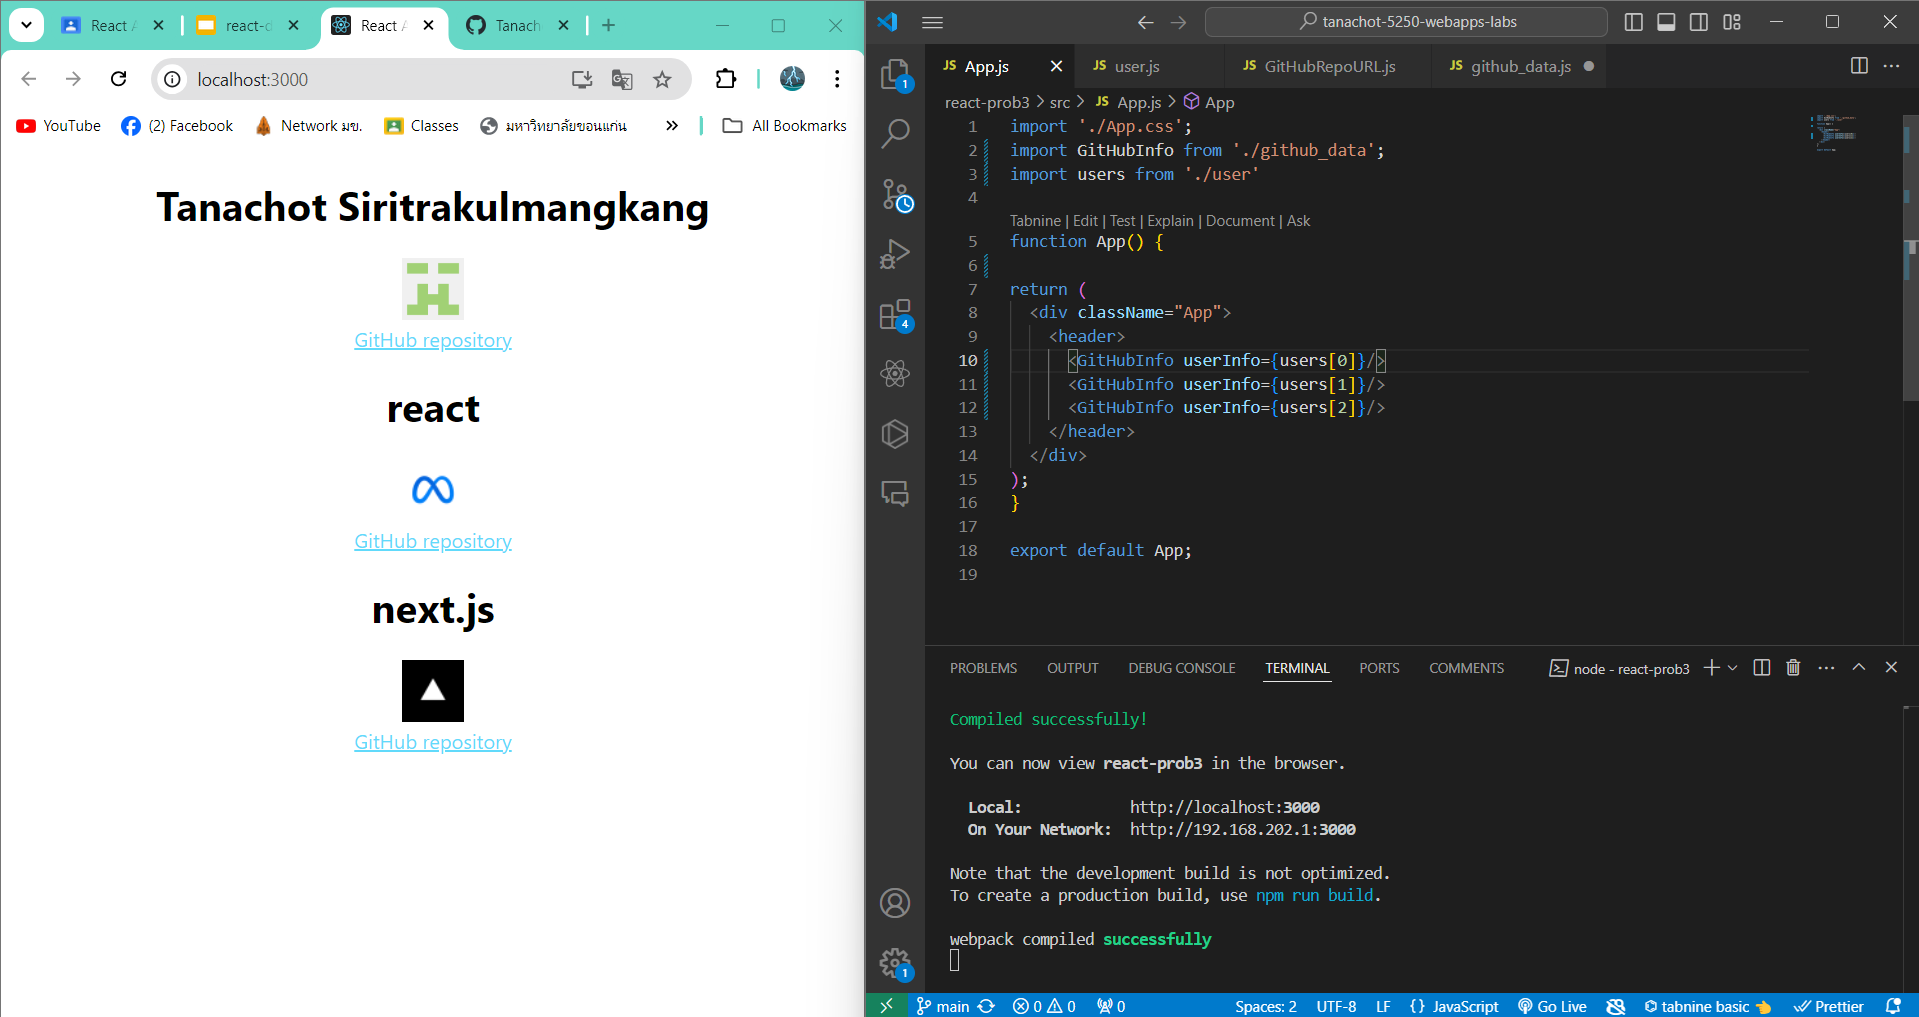 React A
react-d
React A
Tanach
localhost:3000
YouTube
(2) Facebook
Network มข.
Classes
มหาวิทยาลัยขอนแก่น
All Bookmarks
Tanachot Siritrakulmangkang
GitHub repository
react
GitHub repository
next.js
GitHub repository
tanachot-5250-webapps-labs
JS App.js
JS user.js
JS GitHubRepoURL.js
JS github_data.js
1
4
1
react-prob3 > src > JS App.js > App
1 import './App.css';
2 import GitHubInfo from './github_data';
3 import users from './user'
4
Tabnine | Edit | Test | Explain | Document | Ask
5 function App() {
6
7 return (
8 <div className="App">
9 <header>
10 <GitHubInfo userInfo={users[0]}/>
11 <GitHubInfo userInfo={users[1]}/>
12 <GitHubInfo userInfo={users[2]}/>
13 </header>
14 </div>
15 );
16 }
17
18 export default App;
19
PROBLEMS OUTPUT DEBUG CONSOLE TERMINAL PORTS COMMENTS
node - react-prob3
Compiled successfully!
You can now view react-prob3 in the browser.
Local: http://localhost:3000
On Your Network: http://192.168.202.1:3000
Note that the development build is not optimized.
To create a production build, use npm run build.
webpack compiled successfully
main 0 0 0 Spaces: 2 UTF-8 LF {} JavaScript Go Live tabnine basic Prettier